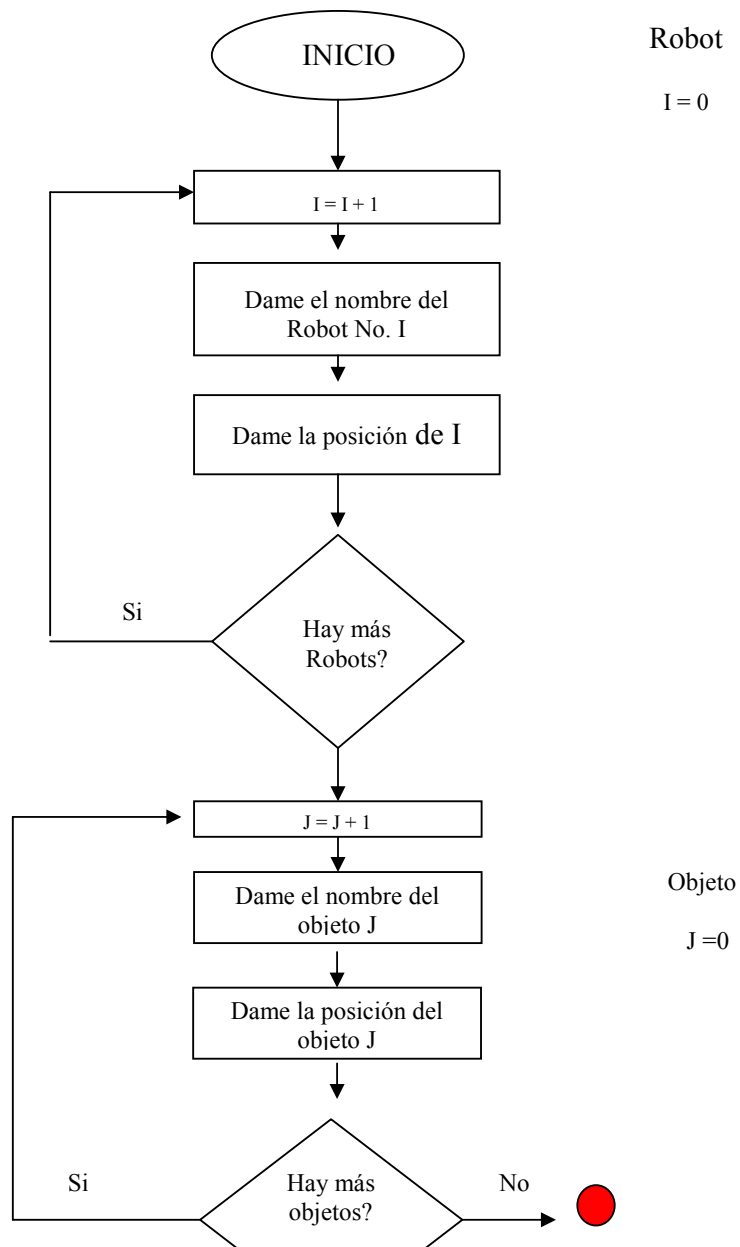 INICIO
Robot
I = 0
I = I + 1
Dame el nombre del
Robot No. I
Dame la posición de I
Si
Hay más
Robots?
J = J + 1
Dame el nombre del
objeto J
Objeto
J =0
Dame la posición del
objeto J
Si
Hay más
objetos?
No